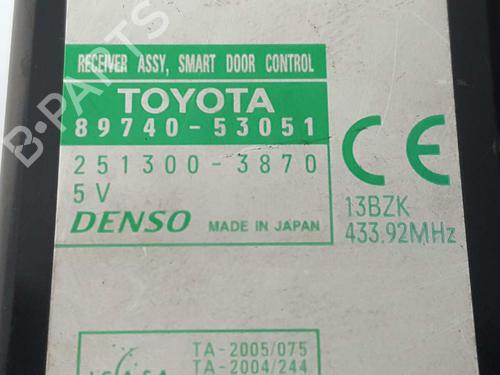 RECEIVER ASSY, SMART DOOR CONTROL
TOYOTA
89740-53051
251300-3870
5V
DENSO MADE IN JAPAN
CE
13BZK
433.92MHz
TA-2005/075
TA-2004/244
B-PARTS